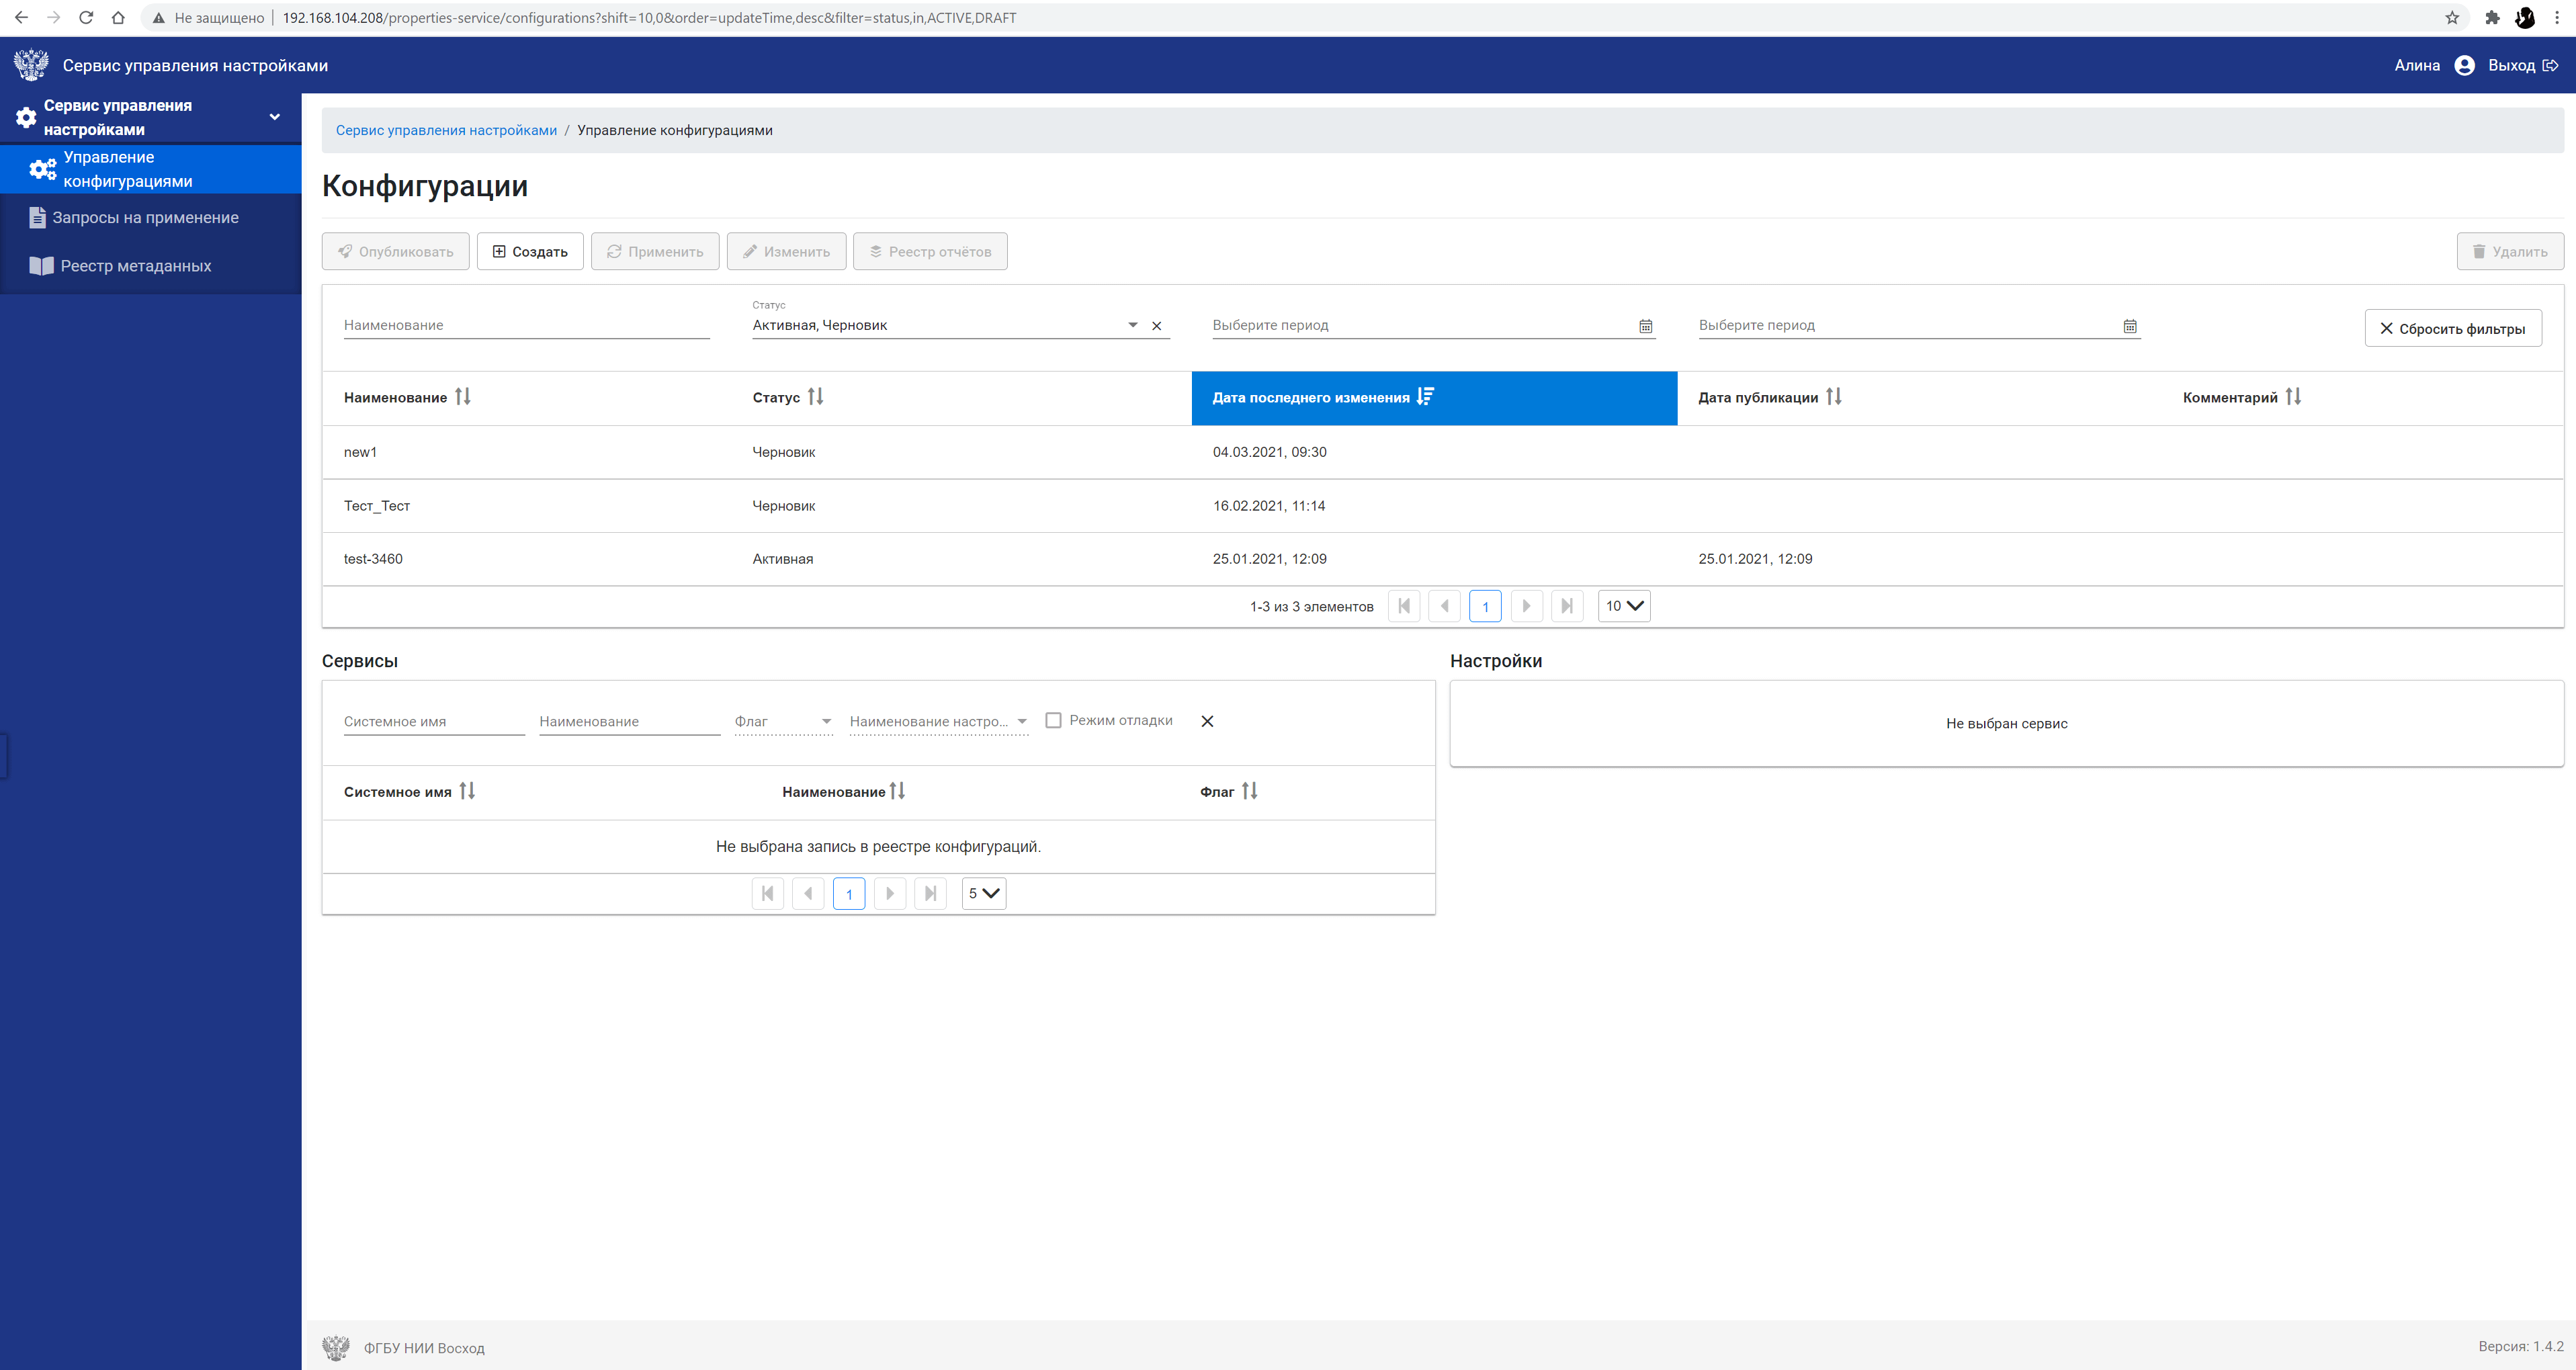 Не защищено | 192.168.104.208/properties-service/configurations?shift=10,0&order=updateTime,desc&filter=status,in,ACTIVE,DRAFT
Сервис управления настройками
Алина Выход
Сервис управления
настройками
Управление
конфигурациями
Запросы на применение
Реестр метаданных
Сервис управления настройками / Управление конфигурациями
Конфигурации
Опубликовать Создать Применить Изменить Реестр отчётов Удалить
Статус
Наименование Активная, Черновик Выберите период Выберите период Сбросить фильтры
Наименование Статус Дата последнего изменения Дата публикации Комментарий
new1 Черновик 04.03.2021, 09:30
Тест_Тест Черновик 16.02.2021, 11:14
test-3460 Активная 25.01.2021, 12:09 25.01.2021, 12:09
1-3 из 3 элементов 1 10
Сервисы
Системное имя Наименование Флаг Наименование настро... Режим отладки
Системное имя Наименование Флаг
Не выбрана запись в реестре конфигураций.
1 5
Настройки
Не выбран сервис
ФГБУ НИИ Восход
Версия: 1.4.2